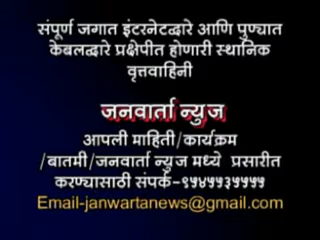 संपूर्ण जगात इंटरनेटद्वारे आणि पुण्यात
केबलद्वारे प्रक्षेपीत होणारी स्थानिक
वृत्तवाहिनी
जनवार्ता न्युज
आपली माहिती/कार्यक्रम
/बातमी/जनवार्ता न्युज मध्ये प्रसारीत
करण्यासाठी संपर्क-९५४५५३५५५५
Email-janwartanews@gmail.com